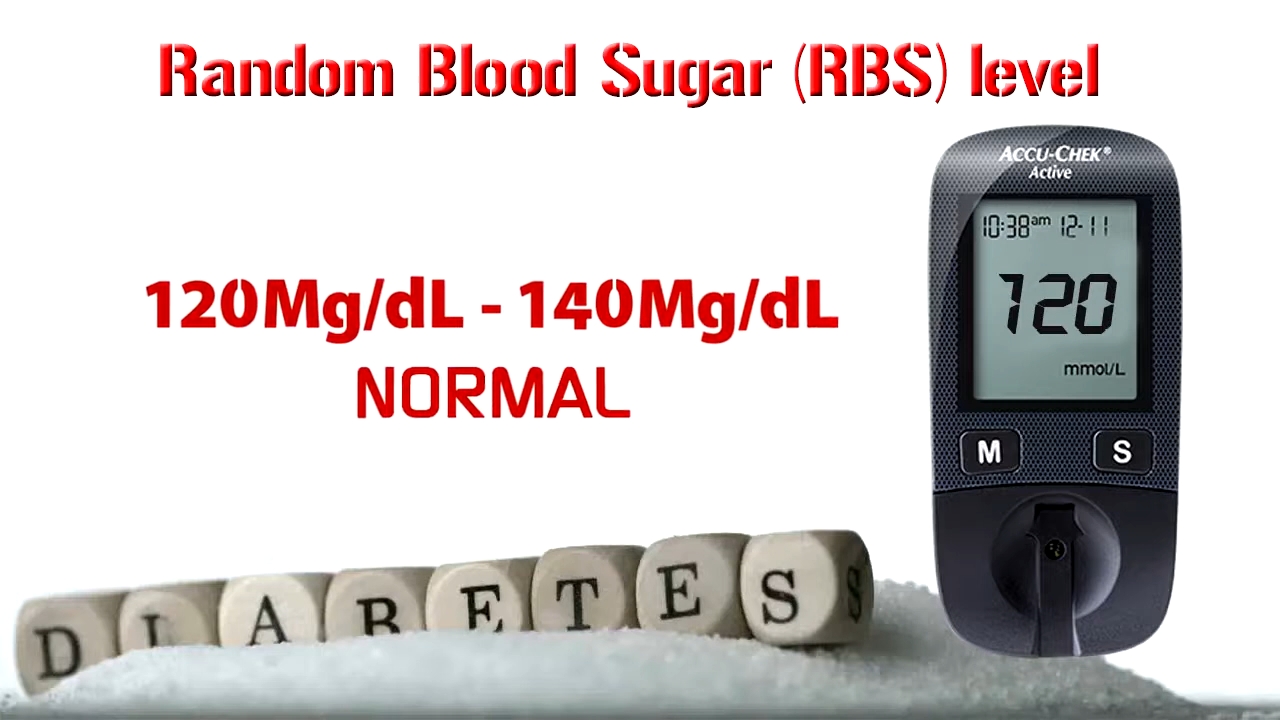 Random Blood Sugar (RBS) level
ACCU-CHEK®
Active
10:38am 12-11
120
mmol/L
120Mg/dL - 140Mg/dL
NORMAL
M S
DIABETES S